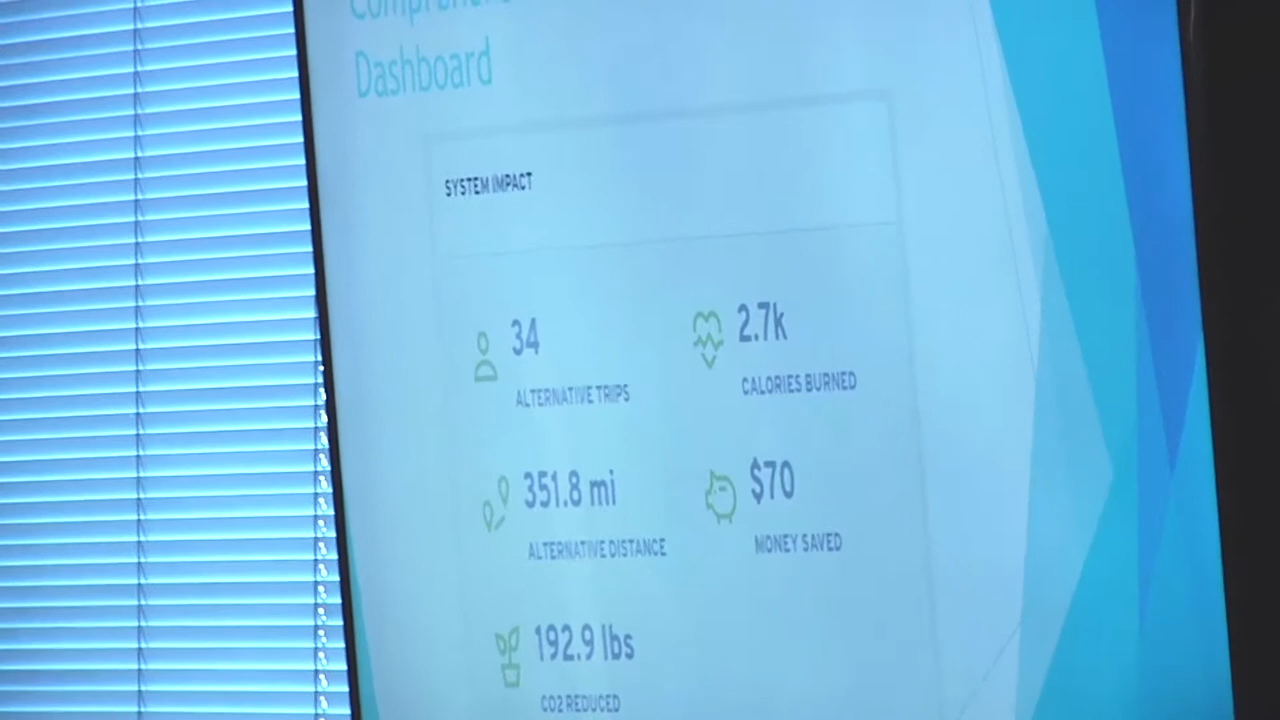 Dashboard
SYSTEM IMPACT
34
ALTERNATIVE TRIPS
2.7k
CALORIES BURNED
351.8 mi
ALTERNATIVE DISTANCE
$70
MONEY SAVED
192.9 lbs
CO2 REDUCED